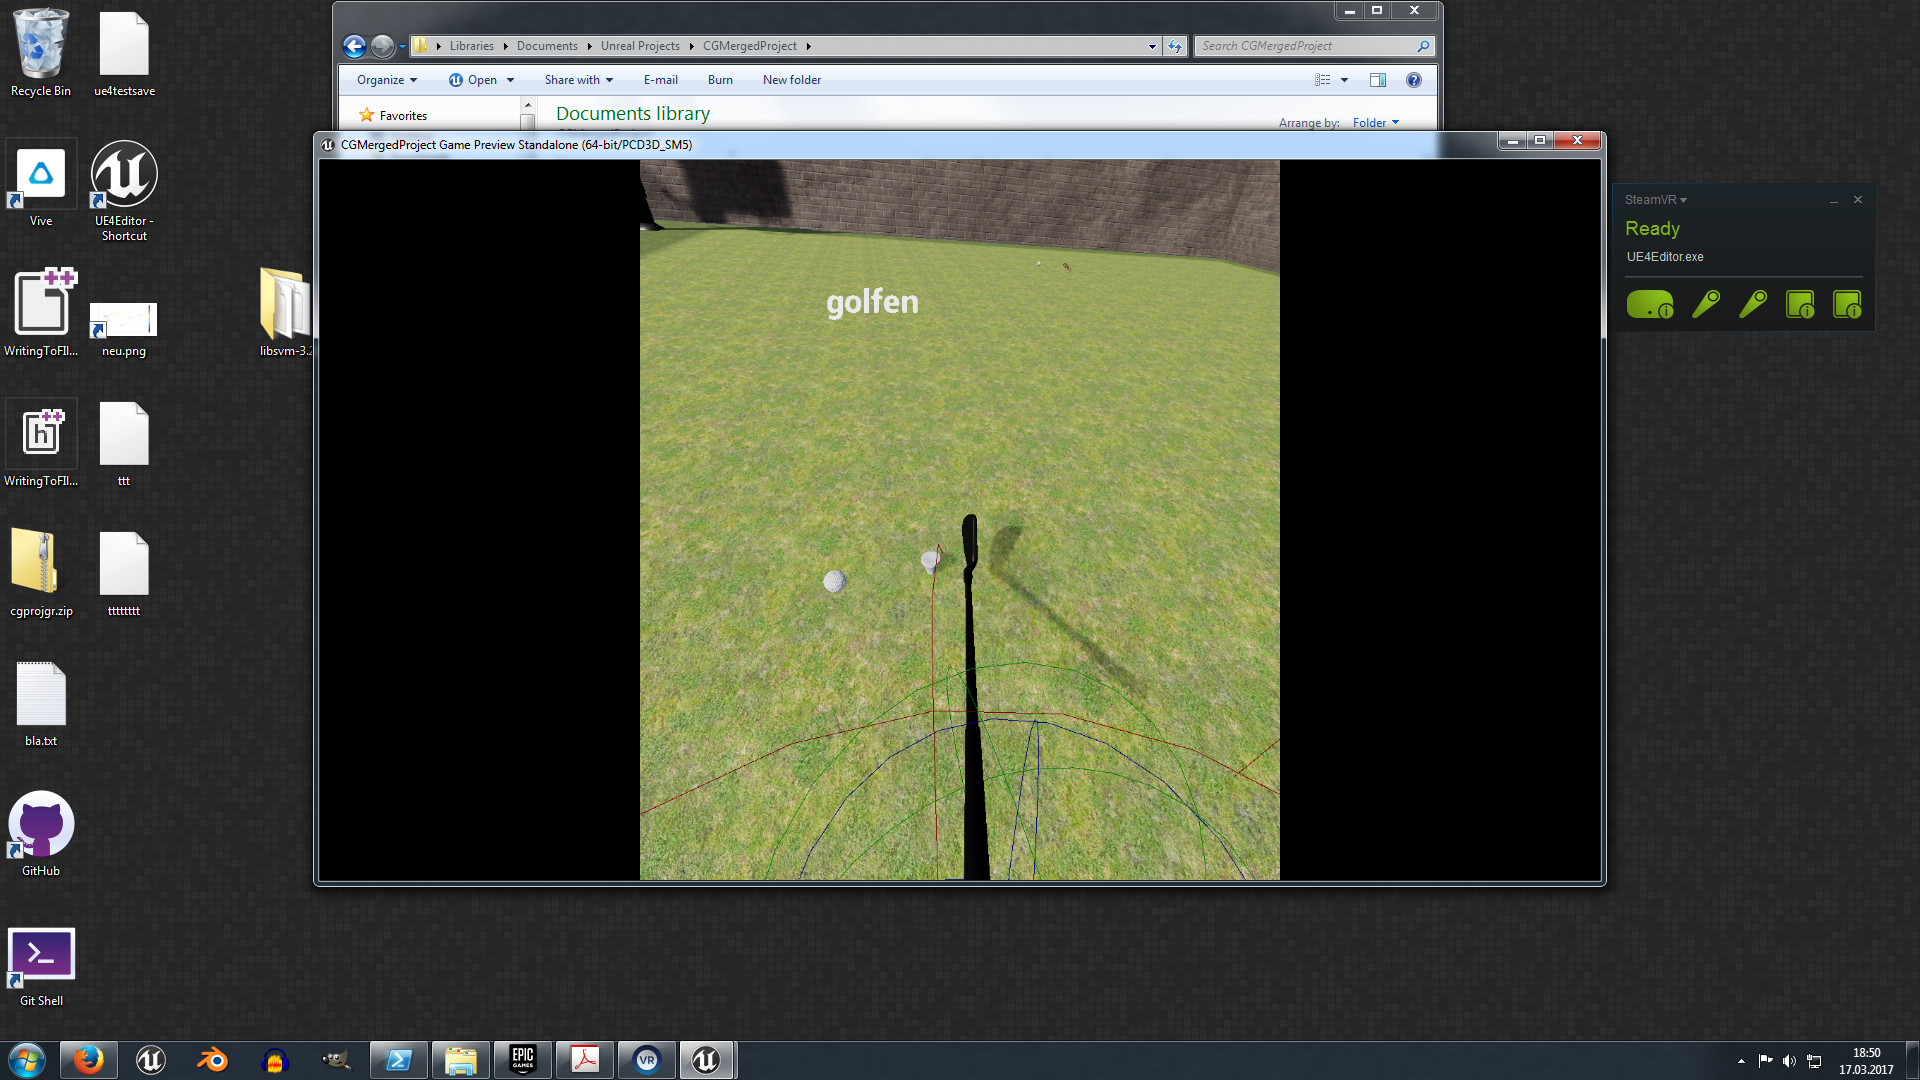 Recycle Bin
ue4testsave
Vive
UE4Editor -
Shortcut
WritingToFIl...
neu.png
libsvm-3.2
WritingToFIl...
ttt
cgprojgr.zip
tttttttt
bla.txt
GitHub
Git Shell
Libraries
Documents
Unreal Projects
CGMergedProject
Search CGMergedProject
Organize
Open
Share with
E-mail
Burn
New folder
Favorites
Documents library
Arrange by:
Folder
CGMergedProject Game Preview Standalone (64-bit/PCD3D_SM5)
golfen
SteamVR
Ready
UE4Editor.exe
EPIC
GAMES
VR
18:50
17.03.2017